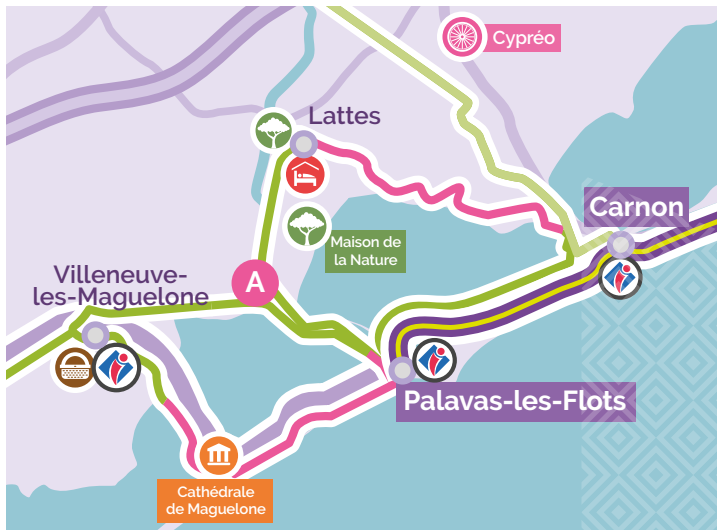 Cypréo
Lattes
Carnon
Maison de
la Nature
Villeneuve-
les-Maguelone
A
Palavas-les-Flots
Cathédrale
de Maguelone